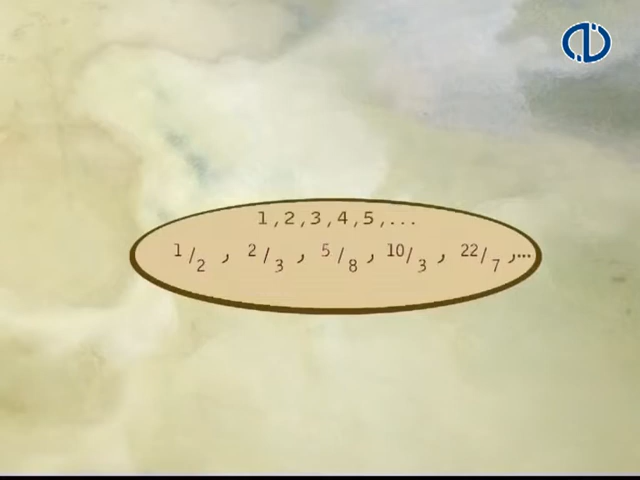 1,2,3,4,5,...
1/2 , 2/3 , 5/8 , 10/3 , 22/7 ,...